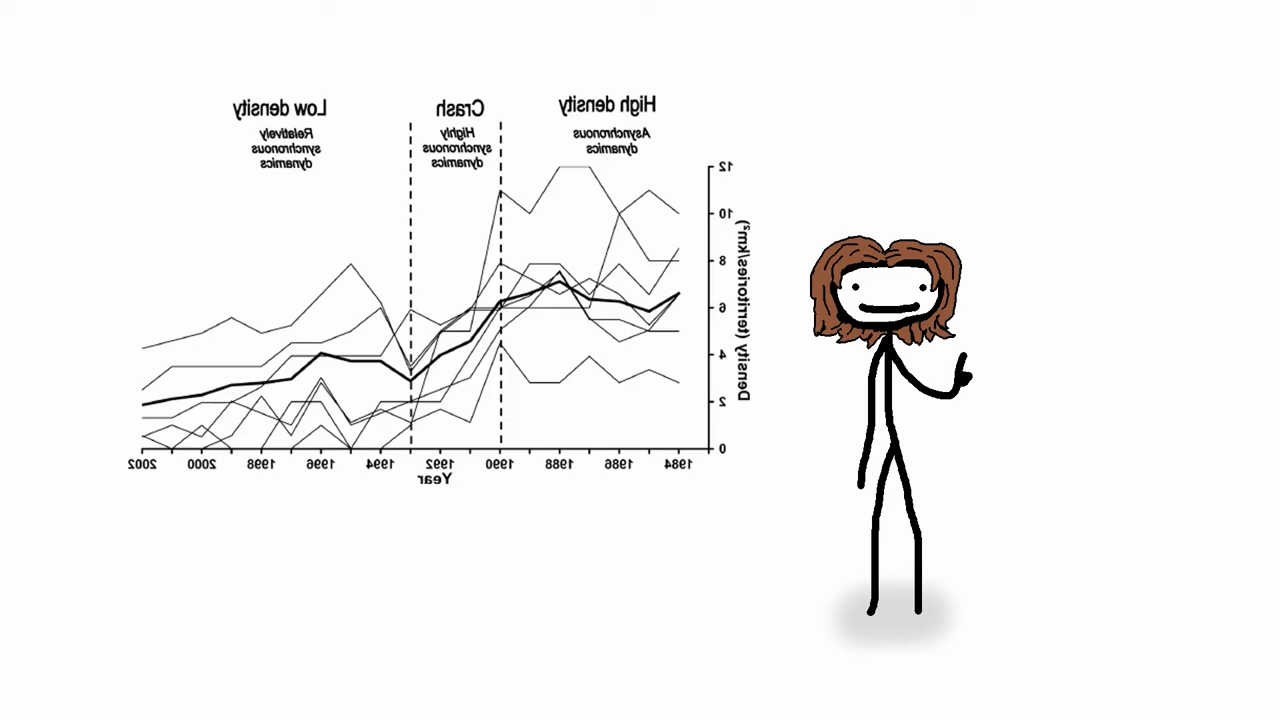 High density
Asynchronous
dynamics
Crash
Highly
synchronous
dynamics
Low density
Relatively
synchronous
dynamics
Density (territories/km²)
12
10
8
6
4
2
0
1984
1986
1988
1990
1992
1994
1996
1998
2000
2002
Year